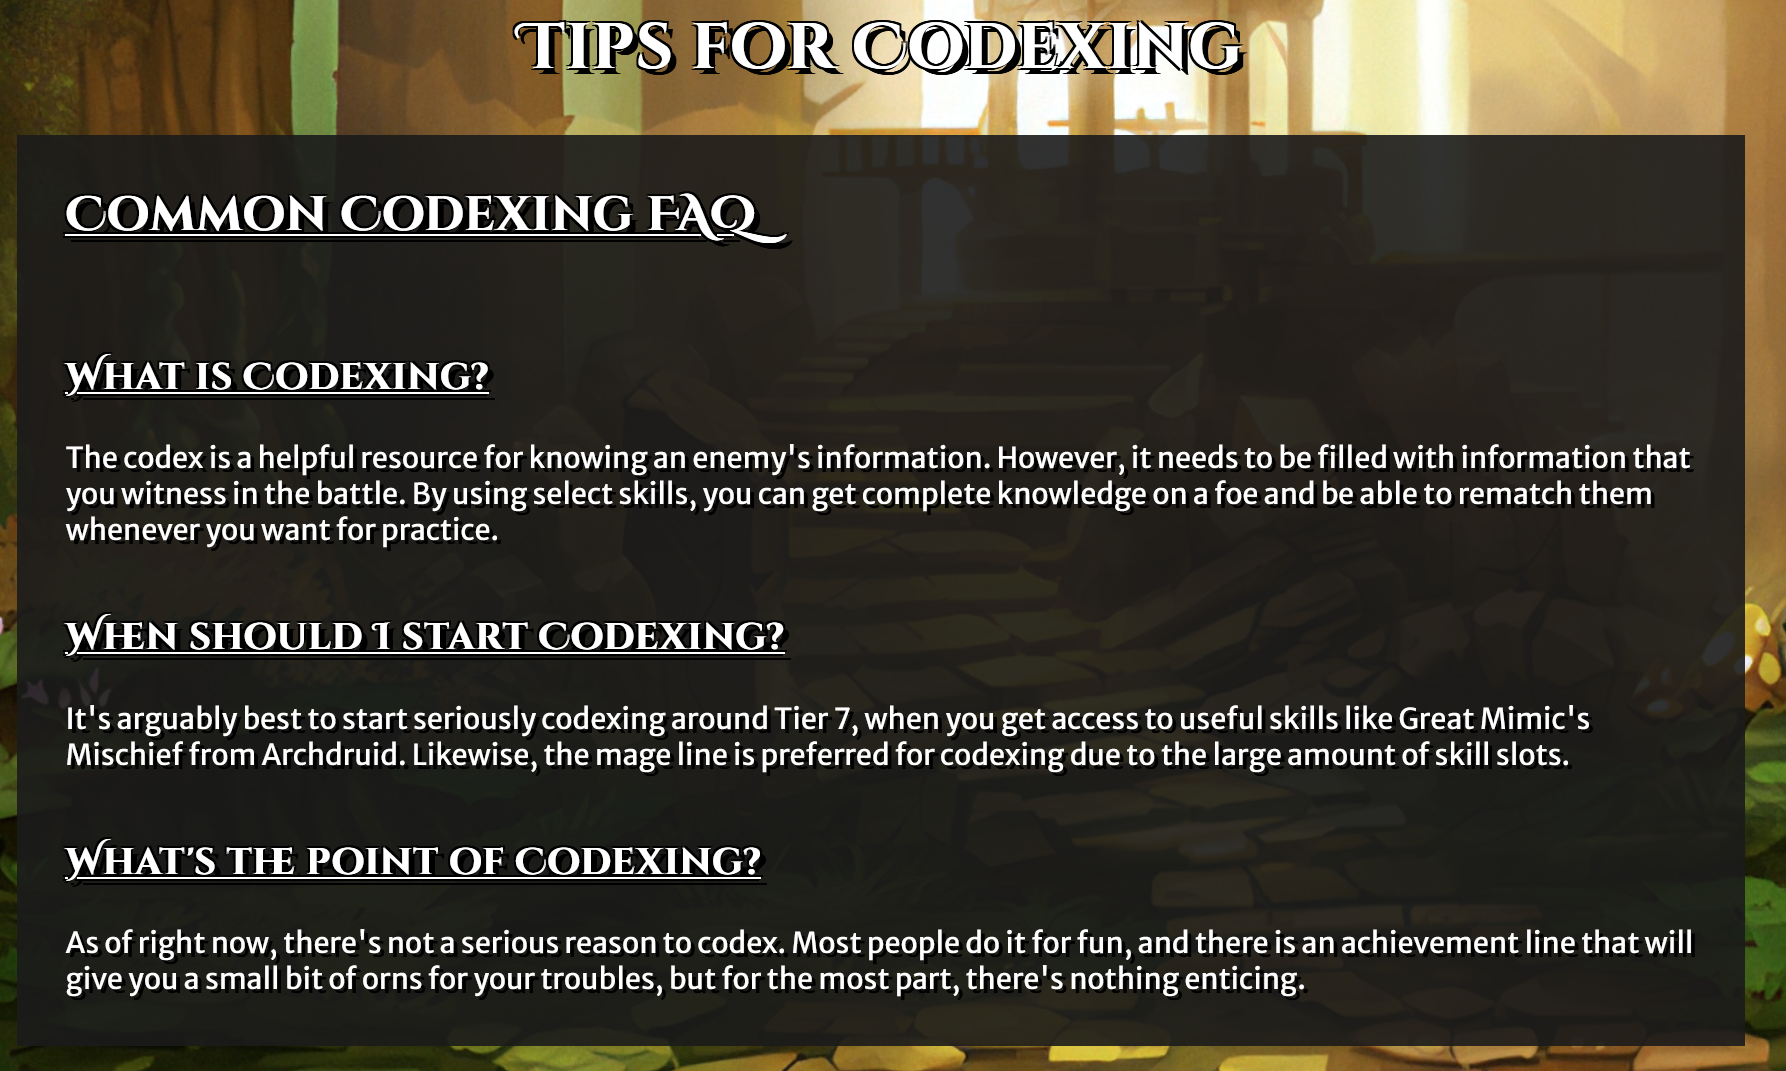 Tips for Codexing
Common Codexing FAQ
What is Codexing?
The codex is a helpful resource for knowing an enemy's information. However, it needs to be filled with information that
you witness in the battle. By using select skills, you can get complete knowledge on a foe and be able to rematch them
whenever you want for practice.
When should I start Codexing?
It's arguably best to start seriously codexing around Tier 7, when you get access to useful skills like Great Mimic's
Mischief from Archdruid. Likewise, the mage line is preferred for codexing due to the large amount of skill slots.
What's the point of Codexing?
As of right now, there's not a serious reason to codex. Most people do it for fun, and there is an achievement line that will
give you a small bit of orns for your troubles, but for the most part, there's nothing enticing.